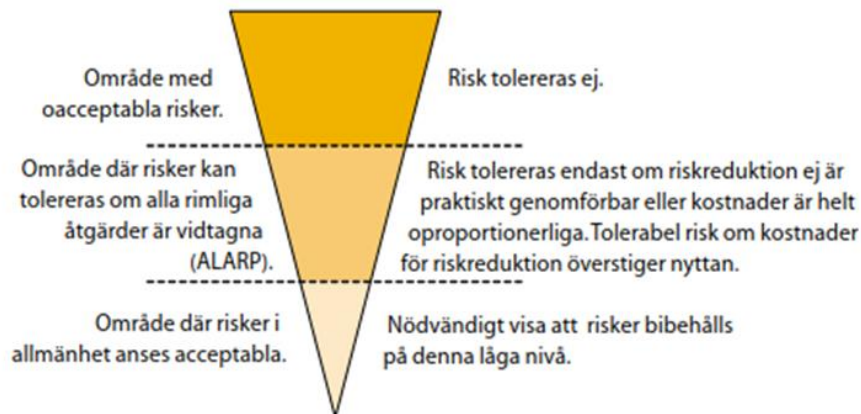 Område med
oacceptabla risker.
Risk tolereras ej.
Område där risker kan
tolereras om alla rimliga
åtgärder är vidtagna
(ALARP).
Risk tolereras endast om riskreduktion ej är
praktiskt genomförbar eller kostnader är helt
oproportionerliga.Tolerabel risk om kostnader
för riskreduktion överstiger nyttan.
Område där risker i
allmänhet anses acceptabla.
Nödvändigt visa att risker bibehålls
på denna låga nivå.